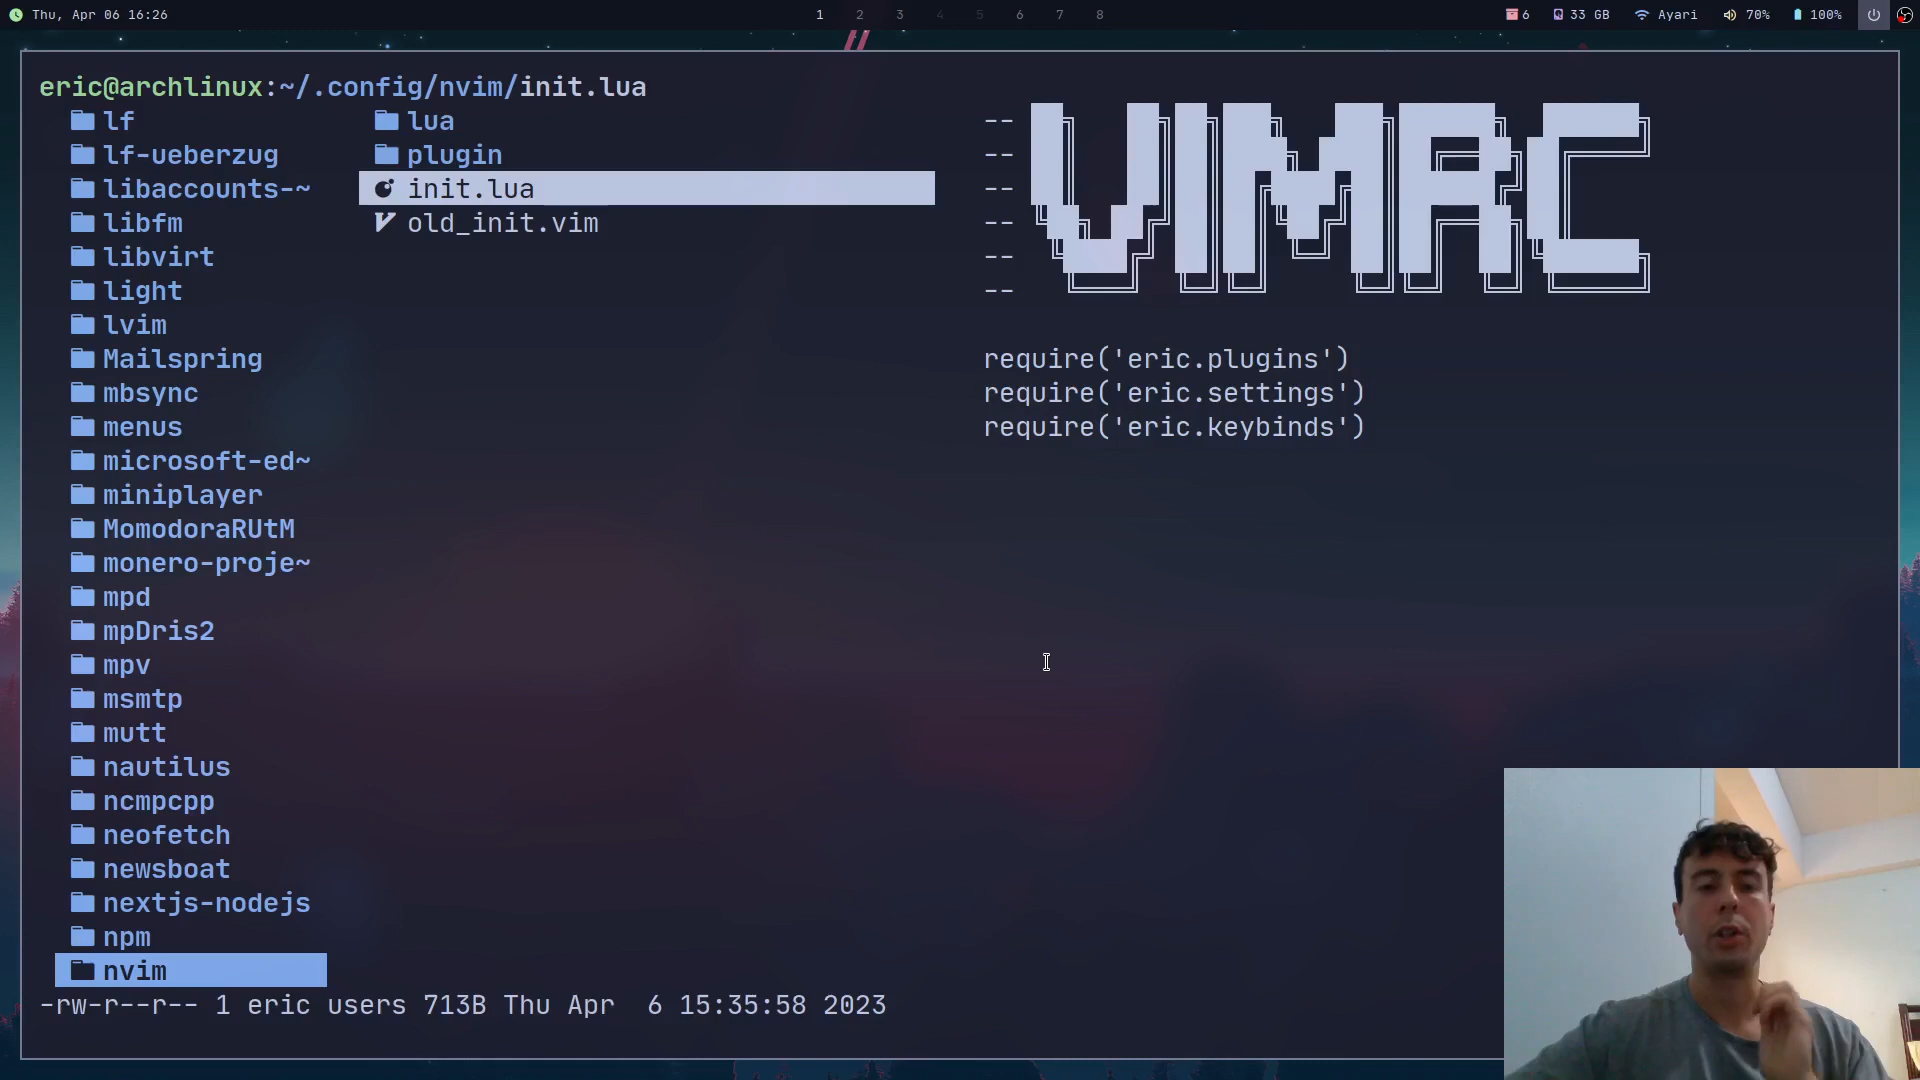 Thu, Apr 06 16:26
1 2 3 4 5 6 7 8
6 33 GB Ayari 70% 100%
eric@archlinux:~/.config/nvim/init.lua
lf
lf-ueberzug
libaccounts-~
libfm
libvirt
light
lvim
Mailspring
mbsync
menus
microsoft-ed~
miniplayer
MomodoraRUtM
monero-proje~
mpd
mpDris2
mpv
msmtp
mutt
nautilus
ncmpcpp
neofetch
newsboat
nextjs-nodejs
npm
nvim
lua
plugin
init.lua
old_init.vim
-- VIMRC
--
--
--
--
--
require('eric.plugins')
require('eric.settings')
require('eric.keybinds')
-rw-r--r-- 1 eric users 713B Thu Apr  6 15:35:58 2023